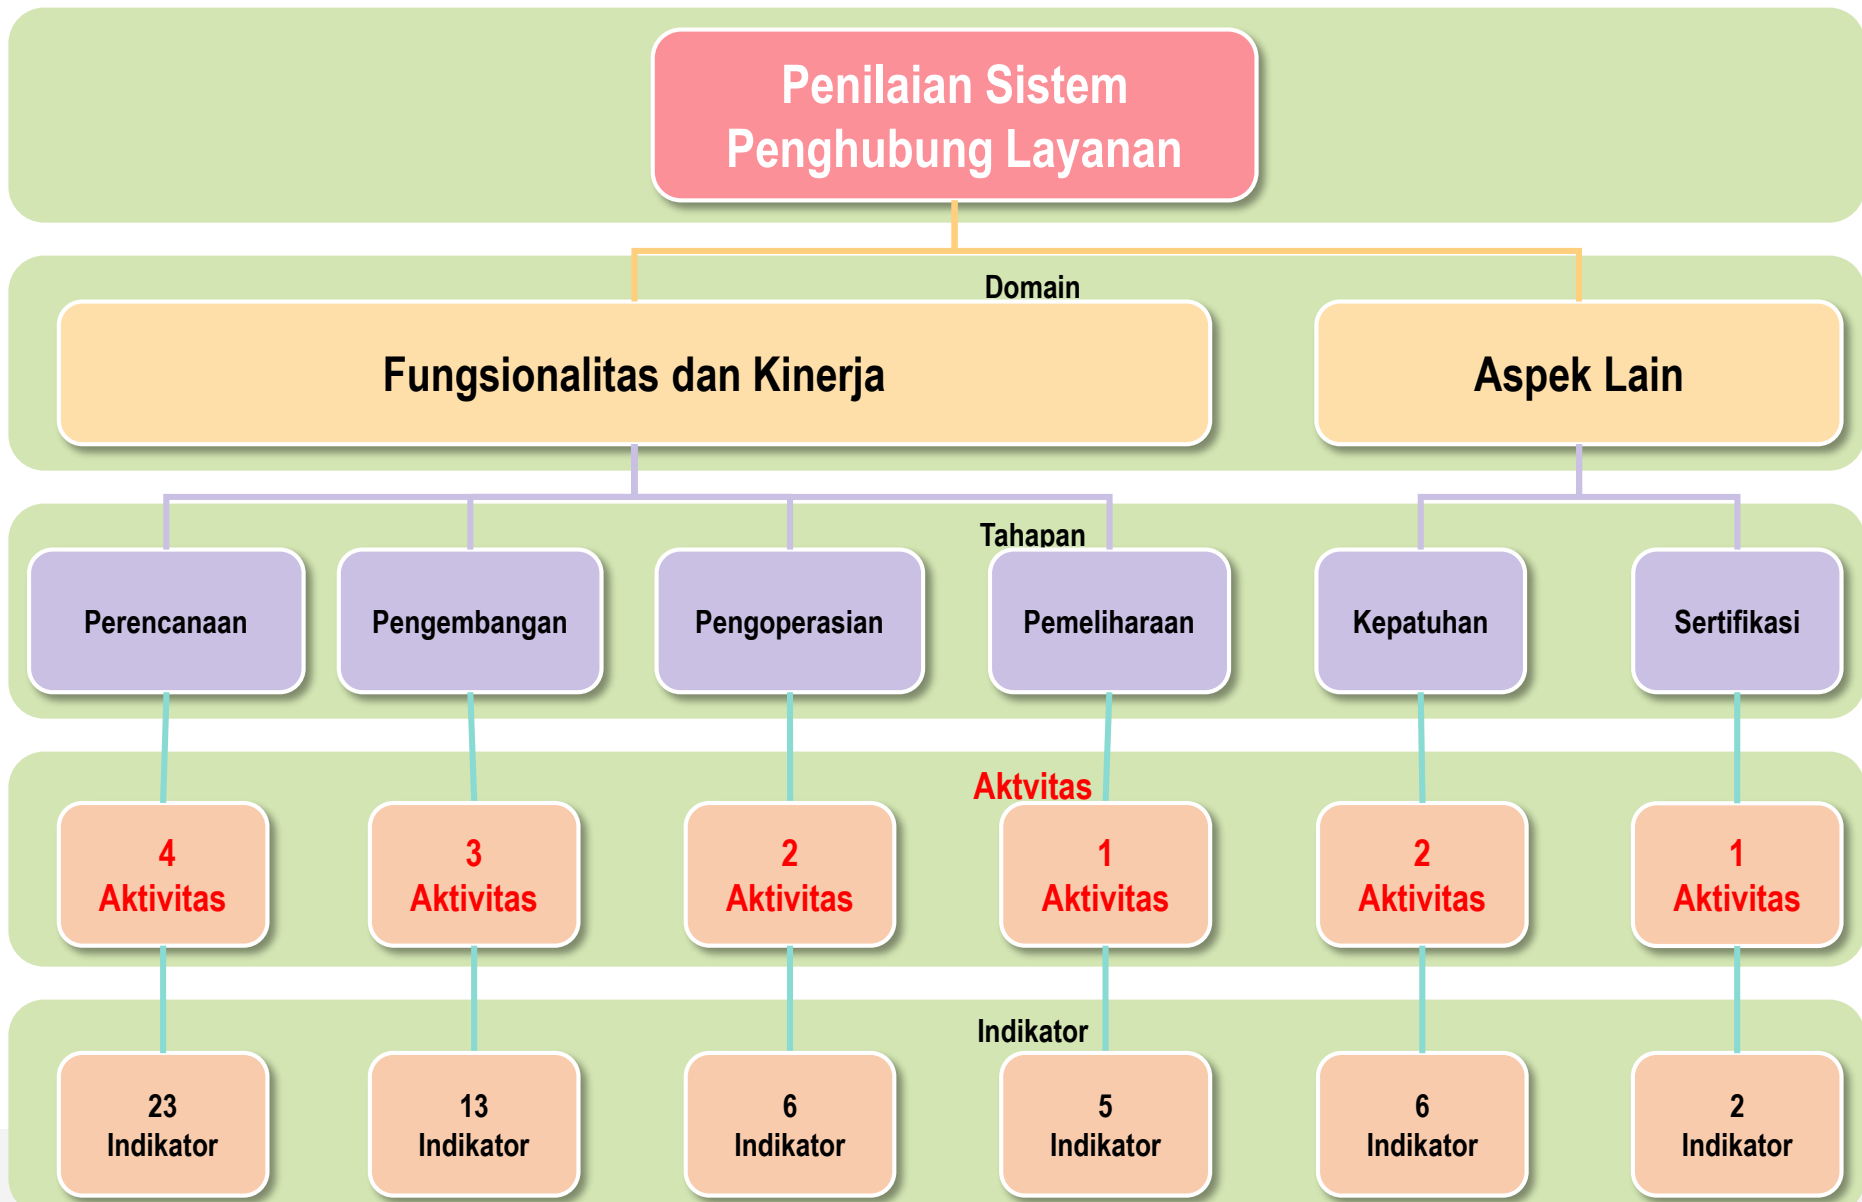 Penilaian Sistem
Penghubung Layanan
Domain
Fungsionalitas dan Kinerja
Aspek Lain
Tahapan
Perencanaan
Pengembangan
Pengoperasian
Pemeliharaan
Kepatuhan
Sertifikasi
Aktvitas
4
Aktivitas
3
Aktivitas
2
Aktivitas
1
Aktivitas
2
Aktivitas
1
Aktivitas
Indikator
23
Indikator
13
Indikator
6
Indikator
5
Indikator
6
Indikator
2
Indikator